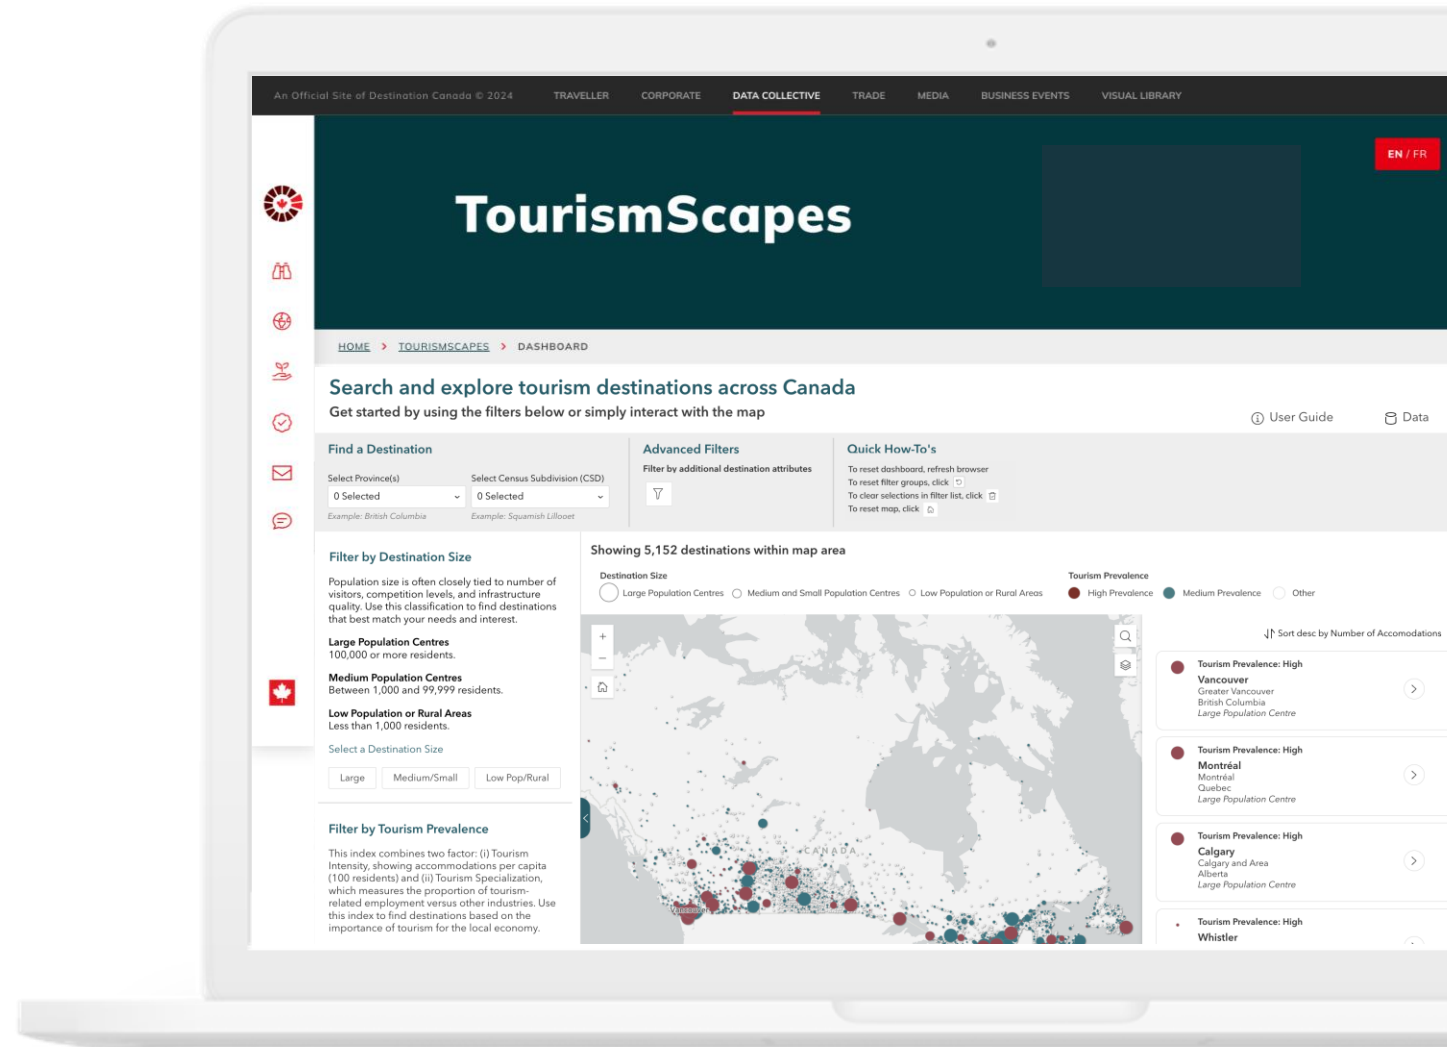 An Official Site of Destination Canada © 2024
TRAVELLER
CORPORATE
DATA COLLECTIVE
TRADE
MEDIA
BUSINESS EVENTS
VISUAL LIBRARY
EN / FR
TourismScapes
HOME > TOURISMSCAPES > DASHBOARD
Search and explore tourism destinations across Canada
Get started by using the filters below or simply interact with the map
User Guide
Data
Find a Destination
Select Province(s)
0 Selected
Example: British Columbia
Select Census Subdivision (CSD)
0 Selected
Example: Squamish Lillooet
Advanced Filters
Filter by additional destination attributes
Quick How-To's
To reset dashboard, refresh browser
To reset filter groups, click
To clear selections in filter list, click
To reset map, click
Filter by Destination Size
Population size is often closely tied to number of
visitors, competition levels, and infrastructure
quality. Use this classification to find destinations
that best match your needs and interest.
Large Population Centres
100,000 or more residents.
Medium Population Centres
Between 1,000 and 99,999 residents.
Low Population or Rural Areas
Less than 1,000 residents.
Select a Destination Size
Large
Medium/Small
Low Pop/Rural
Filter by Tourism Prevalence
This index combines two factor: (i) Tourism
Intensity, showing accommodations per capita
(100 residents) and (ii) Tourism Specialization,
which measures the proportion of tourism-
related employment versus other industries. Use
this index to find destinations based on the
importance of tourism for the local economy.
Showing 5,152 destinations within map area
Destination Size
Large Population Centres
Medium and Small Population Centres
Low Population or Rural Areas
Tourism Prevalence
High Prevalence
Medium Prevalence
Other
CANADA
Vancouver
Sort desc by Number of Accomodations
Tourism Prevalence: High
Vancouver
Greater Vancouver
British Columbia
Large Population Centre
Tourism Prevalence: High
Montréal
Montréal
Quebec
Large Population Centre
Tourism Prevalence: High
Calgary
Calgary and Area
Alberta
Large Population Centre
Tourism Prevalence: High
Whistler